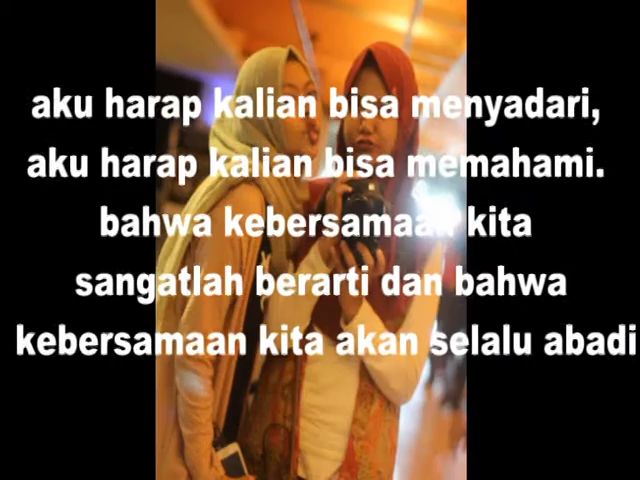 aku harap kalian bisa menyadari,
aku harap kalian bisa memahami.
bahwa kebersamaan kita
sangatlah berarti dan bahwa
kebersamaan kita akan selalu abadi